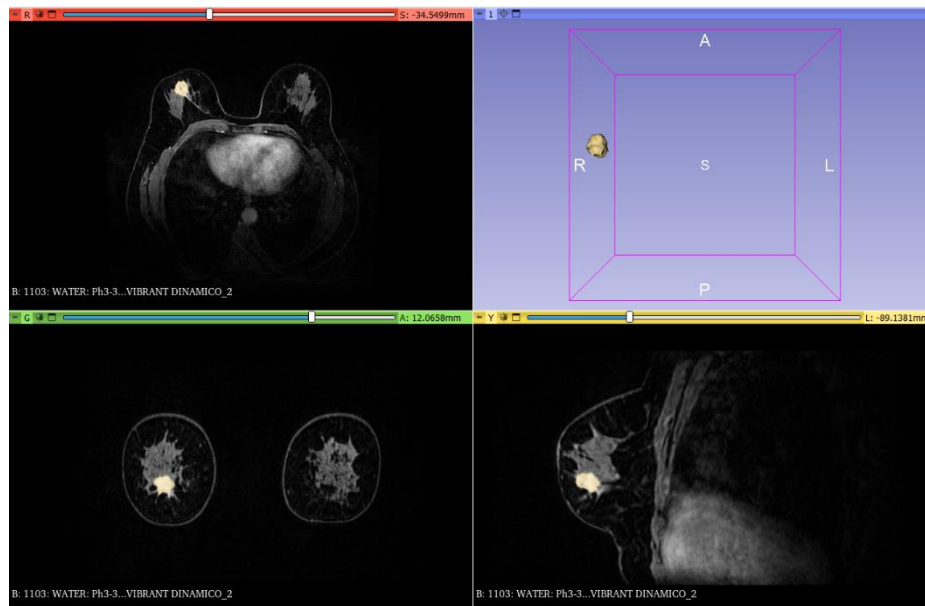 R S: -34.5499mm
1
A
R S L
P
B: 1103: WATER: Ph3-3...VIBRANT DINAMICO_2
G A: 12.0658mm
Y L: -89.1381mm
B: 1103: WATER: Ph3-3...VIBRANT DINAMICO_2
B: 1103: WATER: Ph3-3...VIBRANT DINAMICO_2